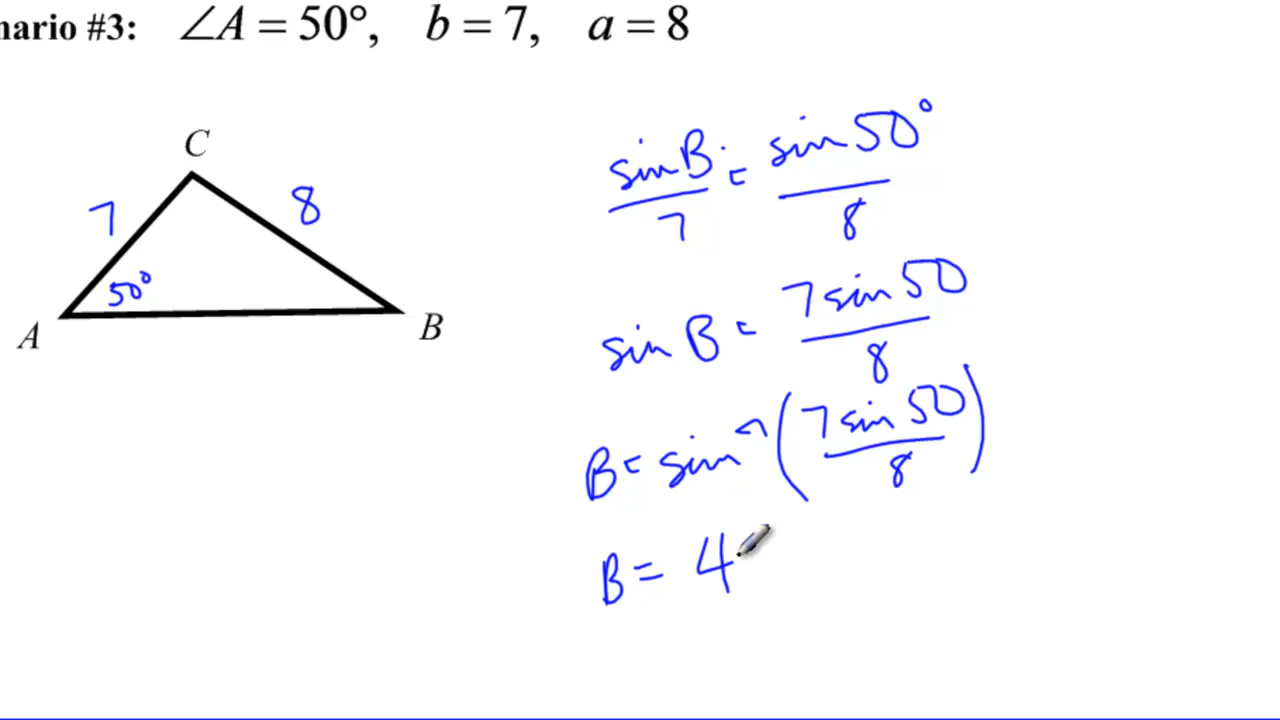 nario #3: ∠A = 50°, b = 7, a = 8
C
7
8
50°
A
B
sin B / 7 = sin 50° / 8
sin B = 7 sin 50 / 8
B = sin⁻¹ (7 sin 50 / 8)
B = 4